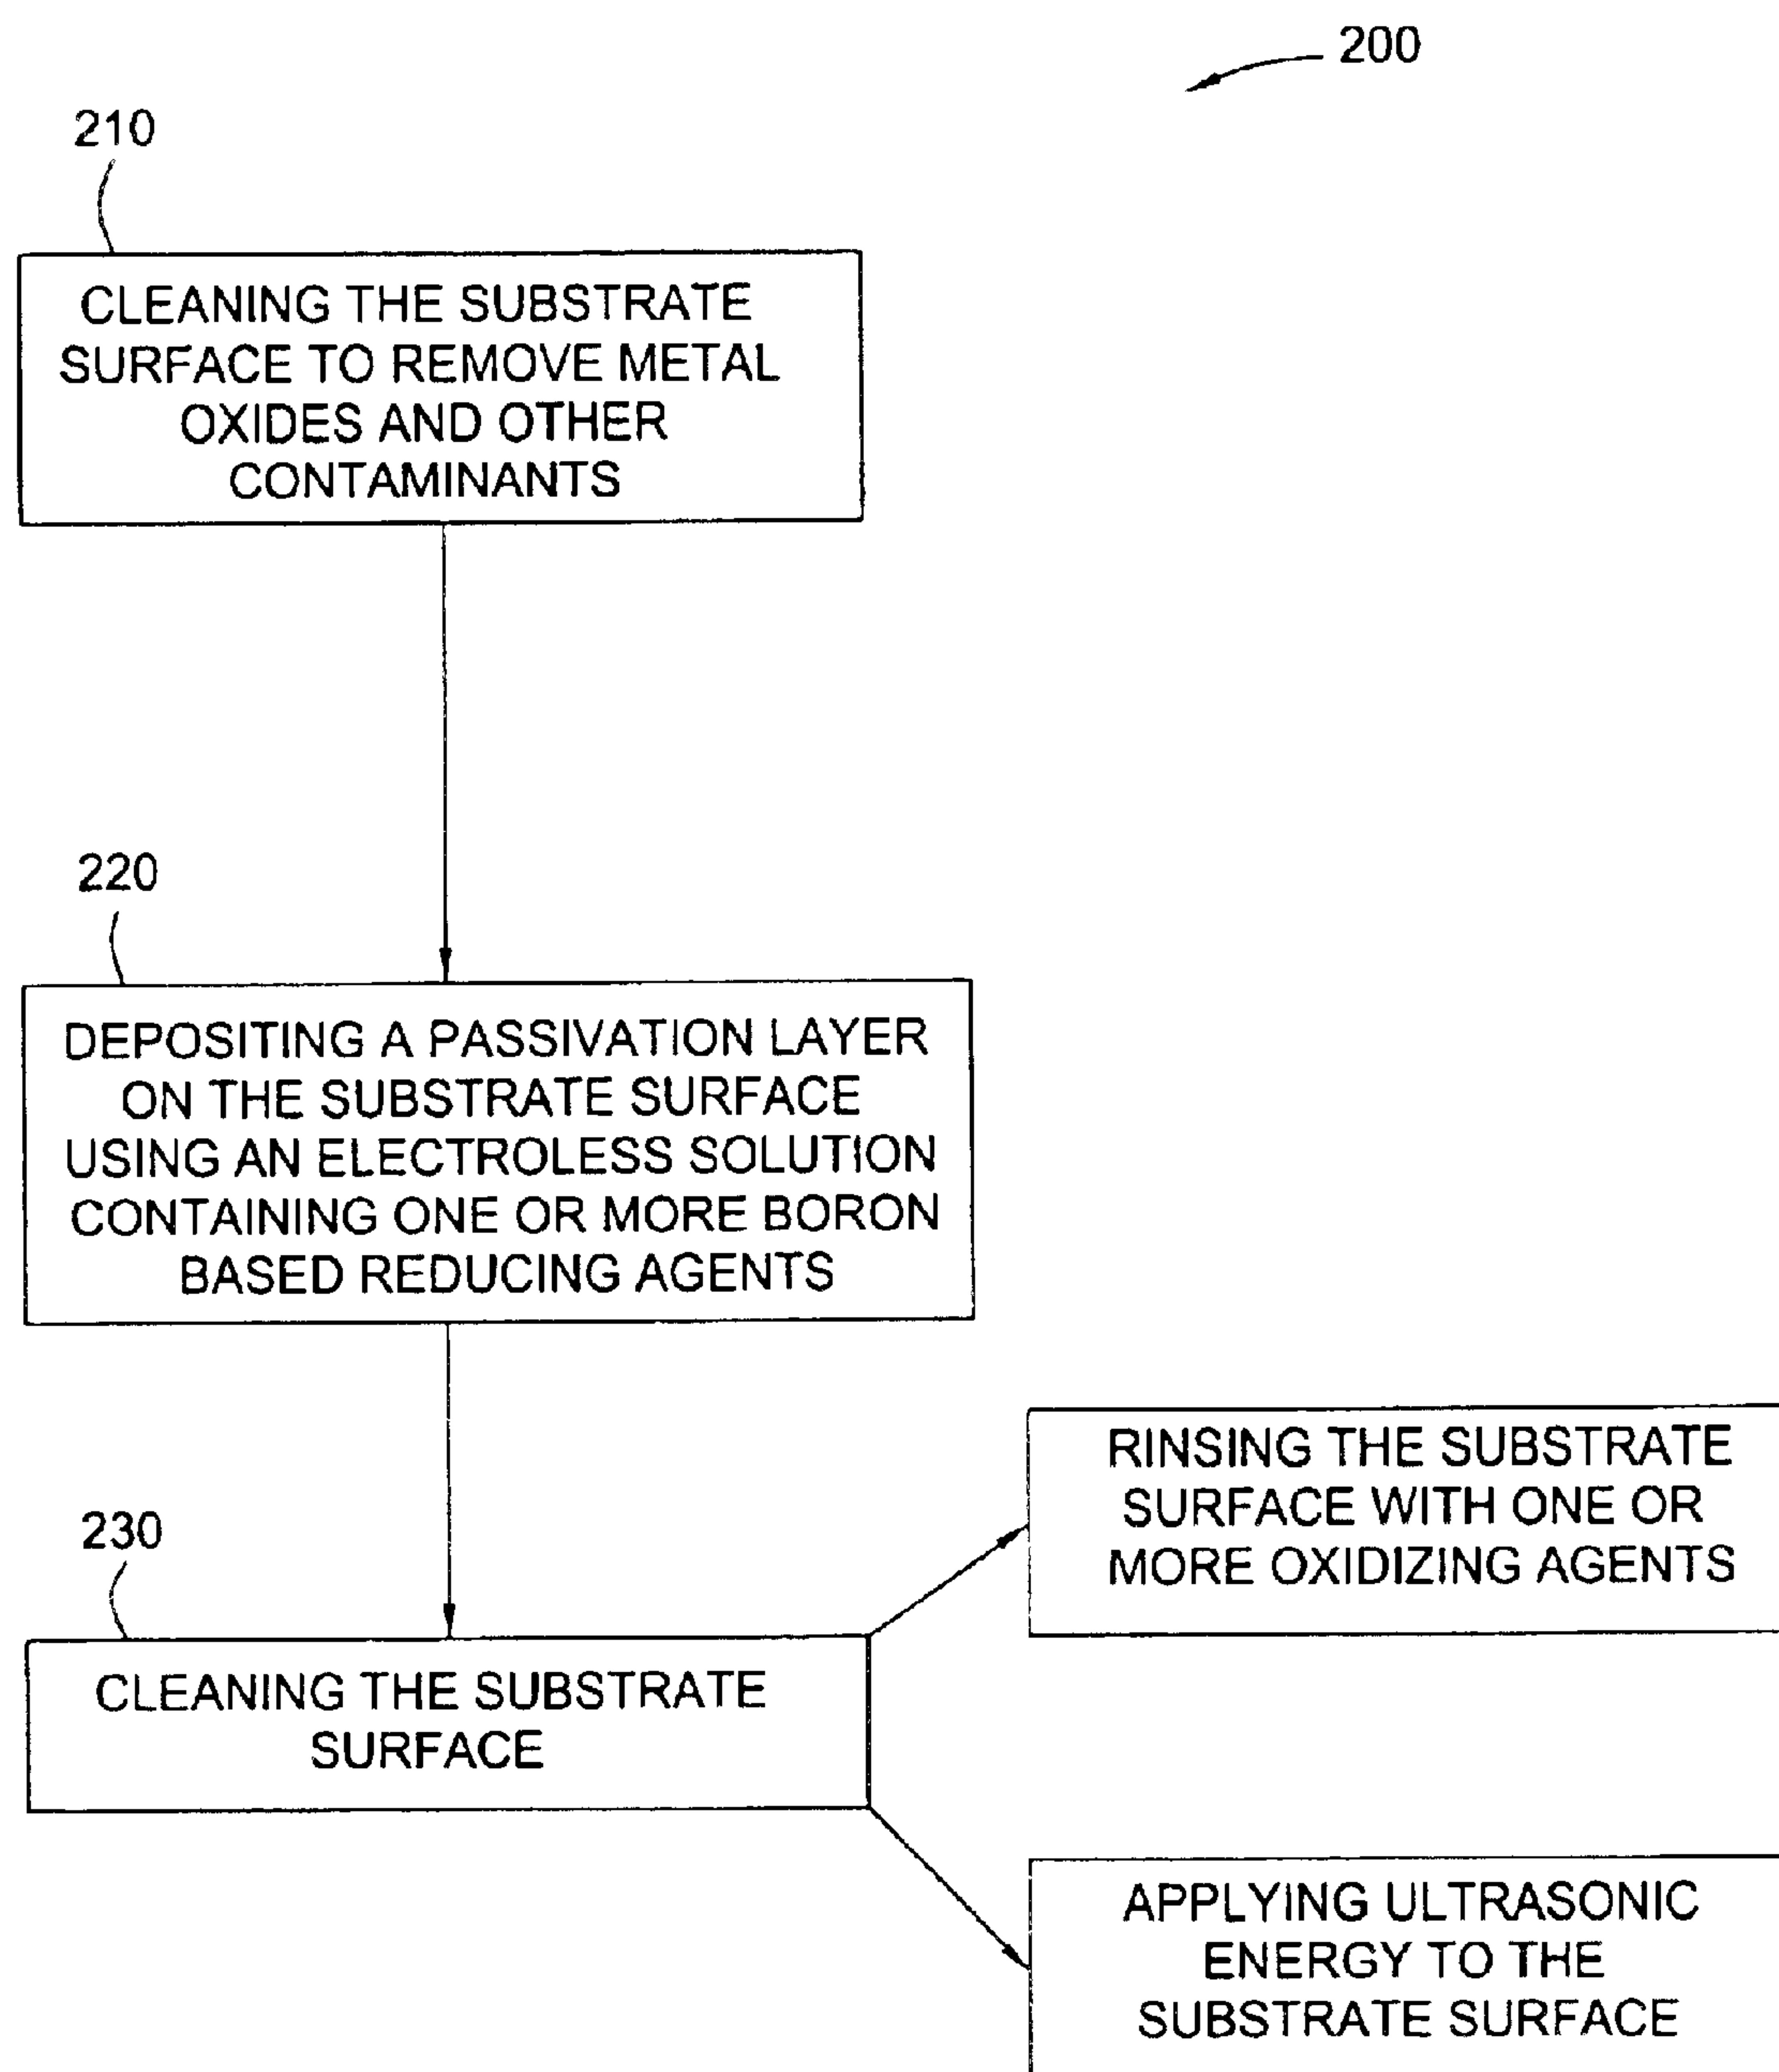 200
210
CLEANING THE SUBSTRATE
SURFACE TO REMOVE METAL
OXIDES AND OTHER
CONTAMINANTS
220
DEPOSITING A PASSIVATION LAYER
ON THE SUBSTRATE SURFACE
USING AN ELECTROLESS SOLUTION
CONTAINING ONE OR MORE BORON
BASED REDUCING AGENTS
230
CLEANING THE SUBSTRATE
SURFACE
RINSING THE SUBSTRATE
SURFACE WITH ONE OR
MORE OXIDIZING AGENTS
APPLYING ULTRASONIC
ENERGY TO THE
SUBSTRATE SURFACE